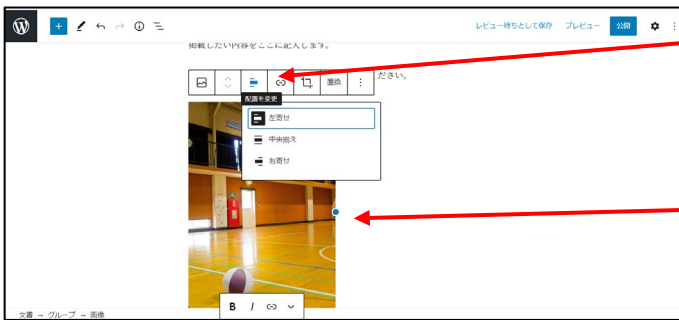 レビュー待ちとして保存 プレビュー 公開
掲載したい内容をここに記入します。
置換
ださい。
配置を変更
左寄せ
中央揃え
右寄せ
B I
文書 → グループ → 画像